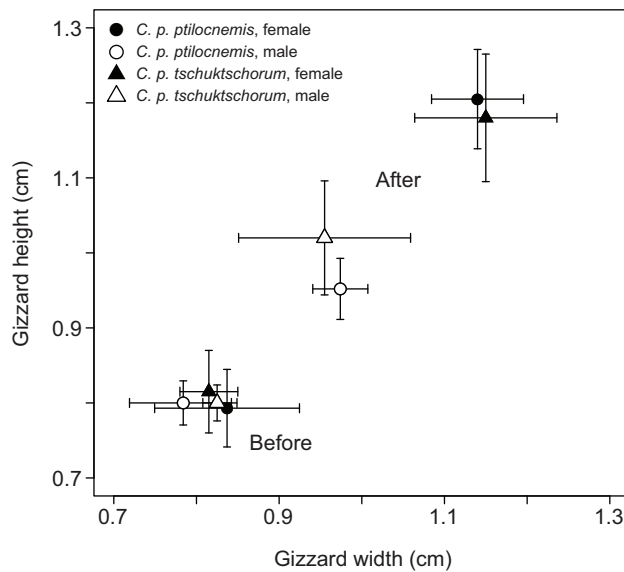 1.3
C. p. ptilocnemis, female
C. p. ptilocnemis, male
C. p. tschuktschorum, female
C. p. tschuktschorum, male
1.1
After
Gizzard height (cm)
0.9
Before
0.7
0.7 0.9 1.1 1.3
Gizzard width (cm)